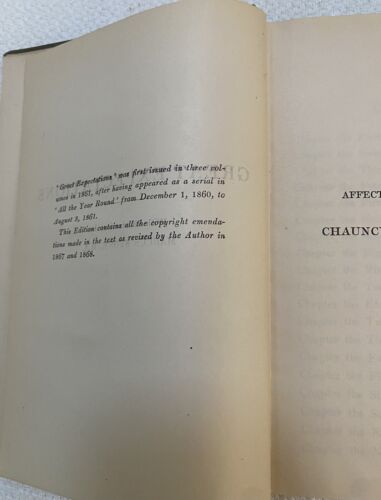 'Great Expectations' was first issued in three vol-
umes in 1861, after having appeared as a serial in
'All the Year Round' from December 1, 1860, to
August 3, 1861.
This Edition contains all the copyright emenda-
tions made in the text as revised by the Author in
1867 and 1868.
AFFECT
CHAUNCY